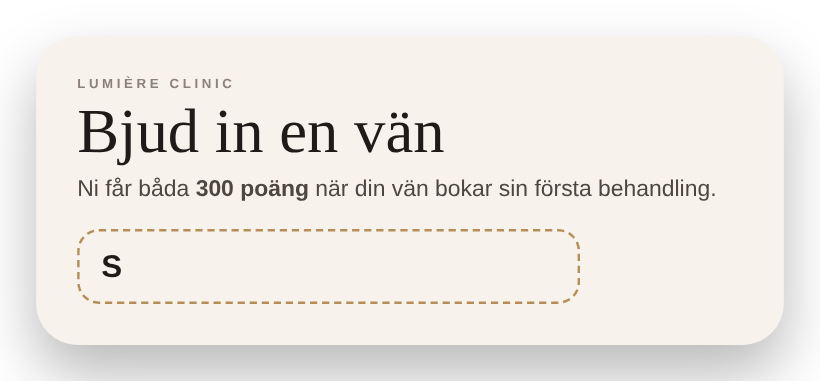 LUMIÈRE CLINIC
Bjud in en vän
Ni får båda 300 poäng när din vän bokar sin första behandling.
S